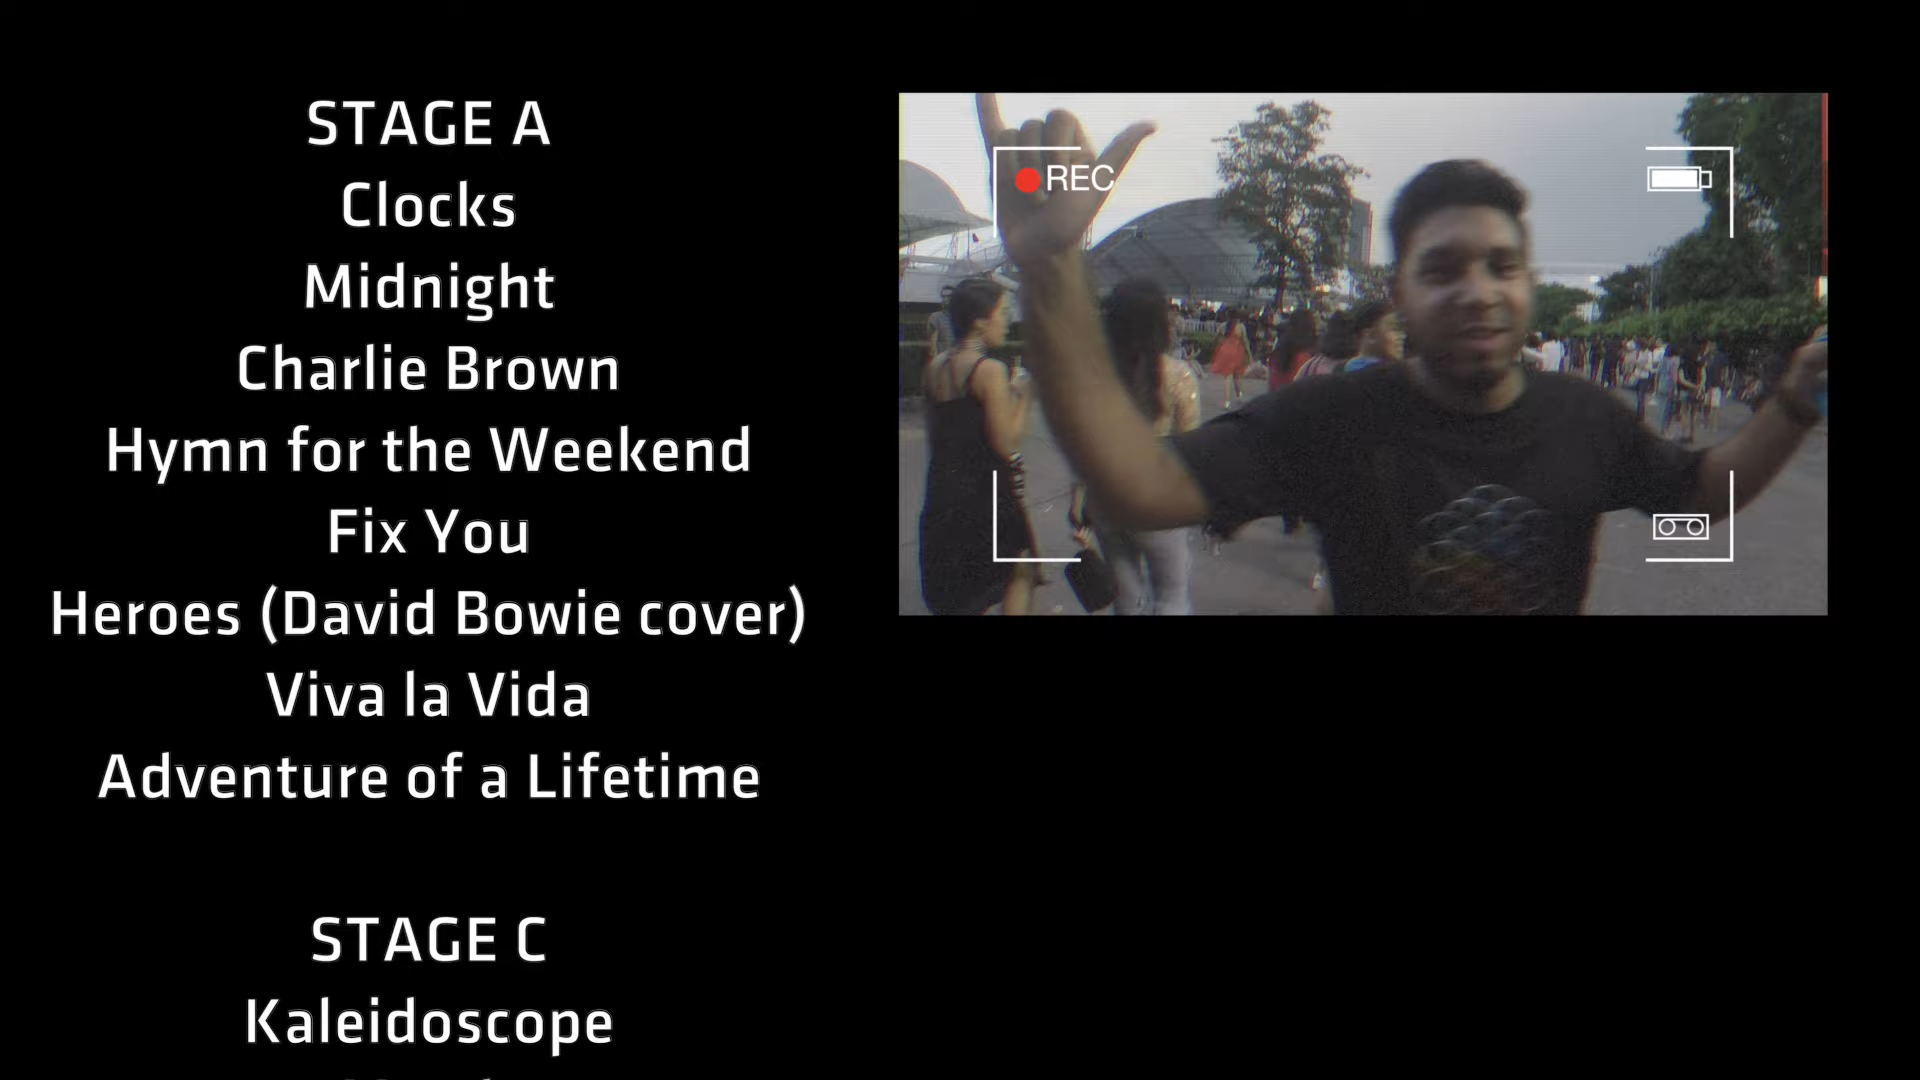 STAGE A
Clocks
Midnight
Charlie Brown
Hymn for the Weekend
Fix You
Heroes (David Bowie cover)
Viva la Vida
Adventure of a Lifetime
STAGE C
Kaleidoscope
REC